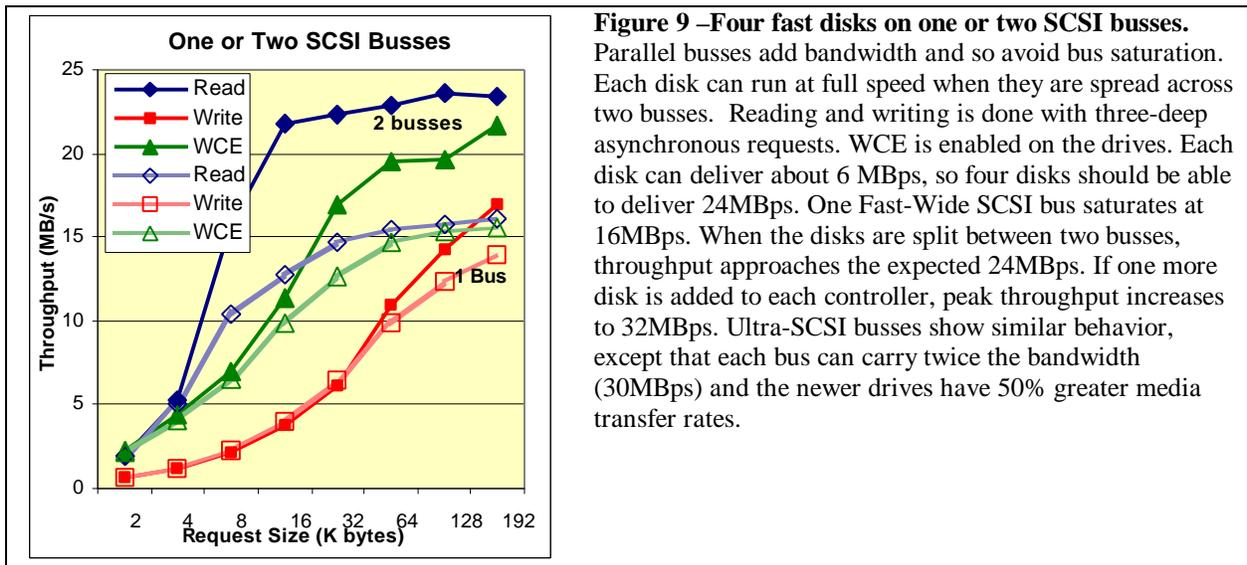 One or Two SCSI Busses
25
20
15
10
5
0
Throughput (MB/s)
Read
Write
WCE
Read
Write
WCE
2 busses
1 Bus
2 4 8 16 32 64 128 192
Request Size (K bytes)
Figure 9 –Four fast disks on one or two SCSI busses.
Parallel busses add bandwidth and so avoid bus saturation.
Each disk can run at full speed when they are spread across
two busses.  Reading and writing is done with three-deep
asynchronous requests. WCE is enabled on the drives. Each
disk can deliver about 6 MBps, so four disks should be able
to deliver 24MBps. One Fast-Wide SCSI bus saturates at
16MBps. When the disks are split between two busses,
throughput approaches the expected 24MBps. If one more
disk is added to each controller, peak throughput increases
to 32MBps. Ultra-SCSI busses show similar behavior,
except that each bus can carry twice the bandwidth
(30MBps) and the newer drives have 50% greater media
transfer rates.